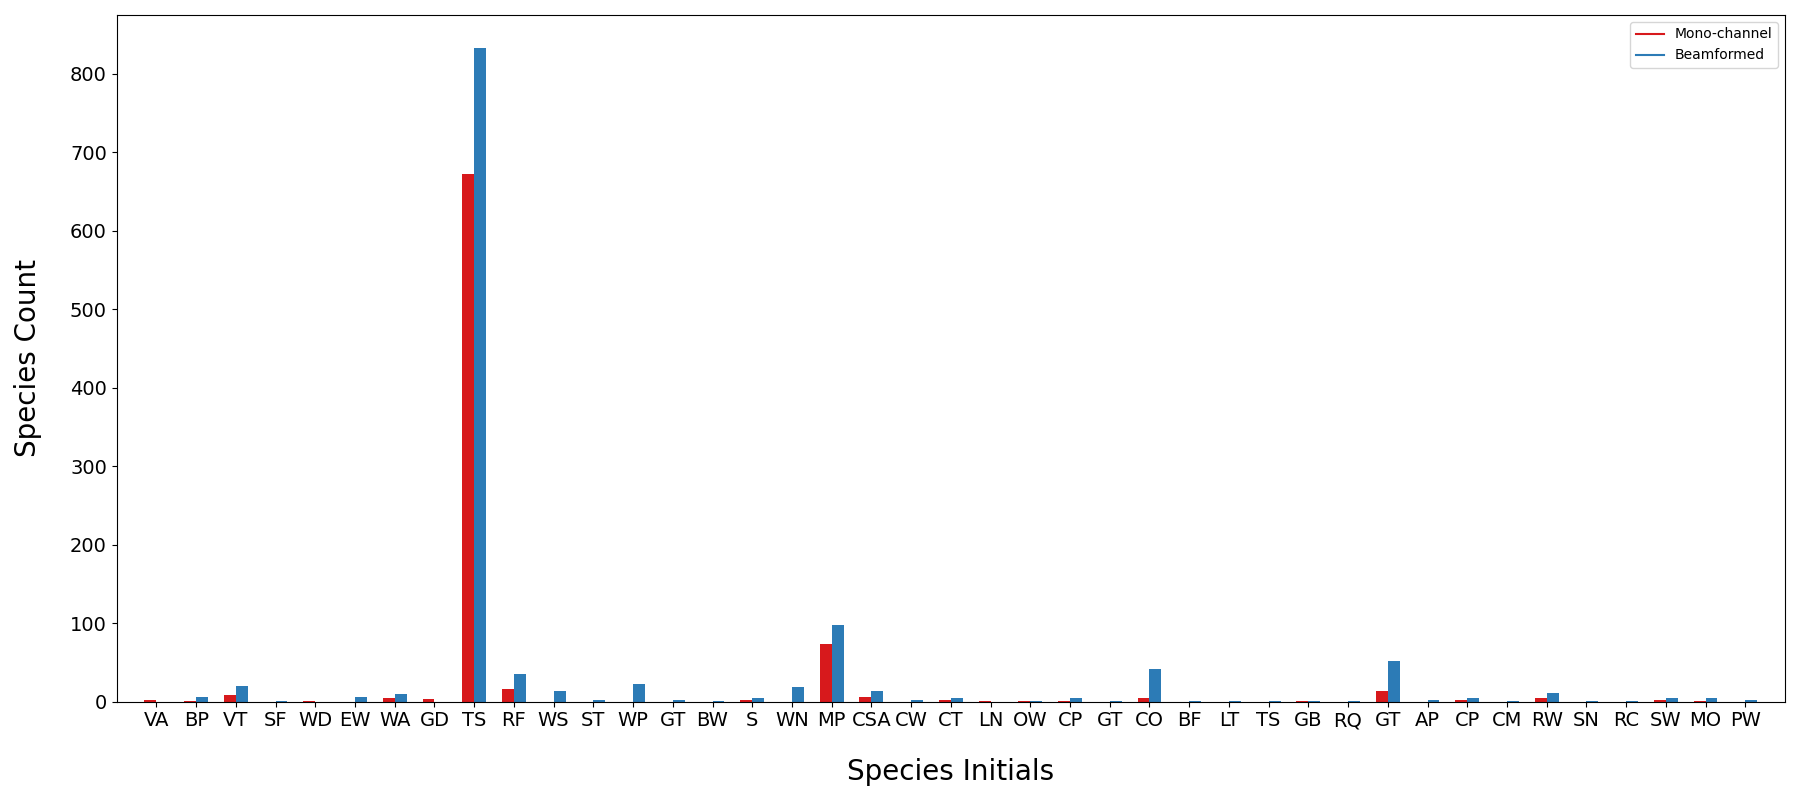 Mono-channel
Beamformed
800
700
600
500
400
300
200
100
0
Species Count
VA BP VT SF WD EW WA GD TS RF WS ST WP GT BW S WN MP CSA CW CT LN OW CP GT CO BF LT TS GB RQ GT AP CP CM RW SN RC SW MO PW
Species Initials